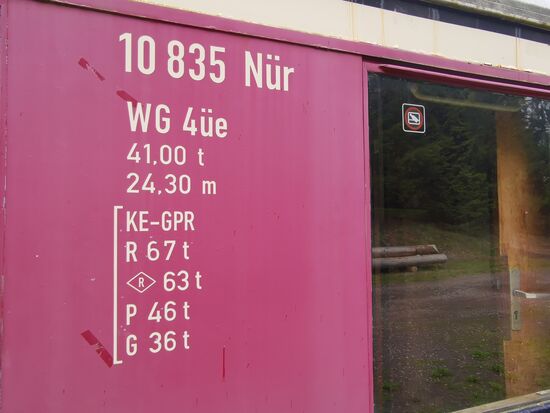 10 835 Nür
WG 4üe
41,00 t
24,30 m
KE-GPR
R 67 t
R 63 t
P 46 t
G 36 t